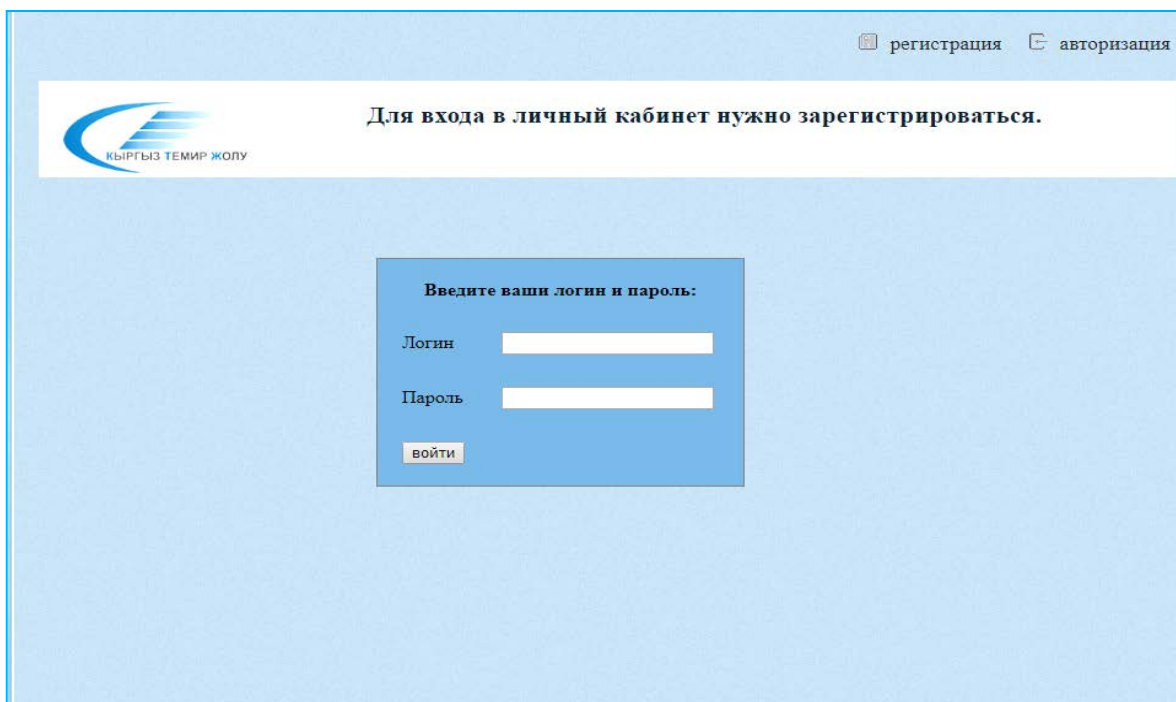 регистрация авторизация
Для входа в личный кабинет нужно зарегистрироваться.
КЫРГЫЗ ТЕМИР ЖОЛУ
Введите ваши логин и пароль:
Логин
Пароль
войти